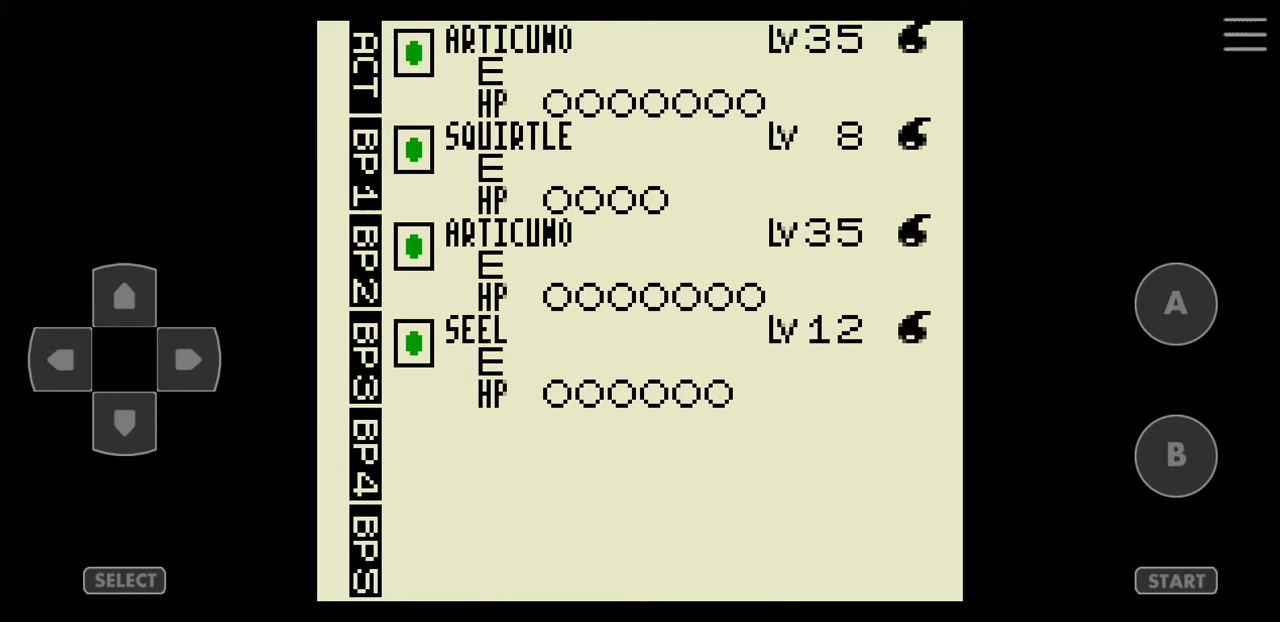 ACT ARTICUNO Lv35
E
HP
BP1 SQUIRTLE Lv 8
E
HP
BP2 ARTICUNO Lv35
E
HP
BP3 SEEL Lv12
E
HP
BP4
BP5
A
B
SELECT
START